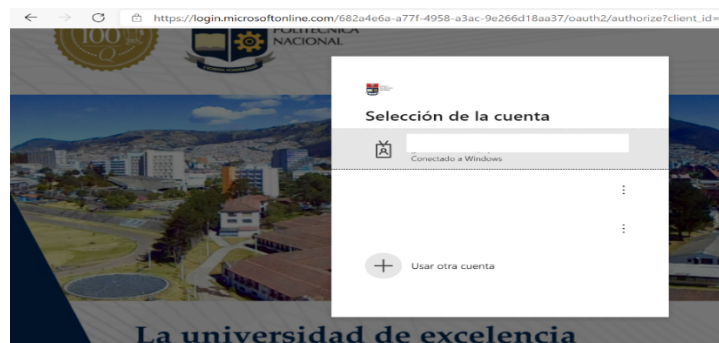 https://login.microsoftonline.com/682a4e6a-a77f-4958-a3ac-9e266d18aa37/oauth2/authorize?client_id=
100
Q
POLITÉCNICA
NACIONAL
Selección de la cuenta
Conectado a Windows
Usar otra cuenta
La universidad de excelencia